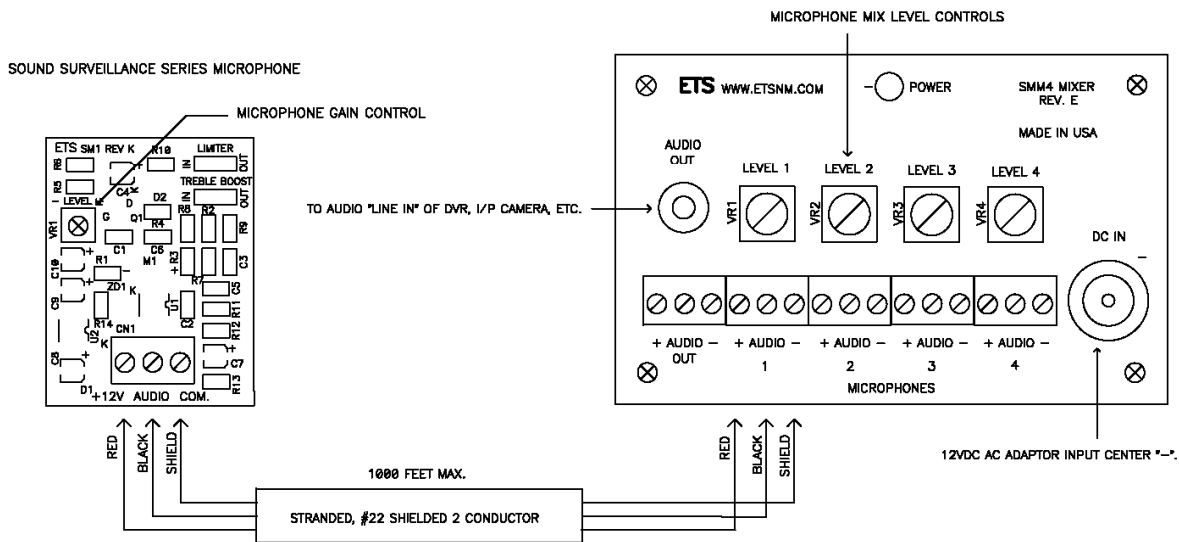 MICROPHONE MIX LEVEL CONTROLS
SOUND SURVEILLANCE SERIES MICROPHONE
MICROPHONE GAIN CONTROL
ETS SM1 REV K
R10
LIMITER
IN
OUT
R6
R5
C4
K
+
TREBLE BOOST
IN
OUT
- LEVEL
D
D2
G
Q1
R4
R8
R2
R9
VR1
C1
C6
M1
R3
+
R7
C3
C10
+
R1
-
C9
+
ZD1
K
U1
C5
R14
C2
R11
U2
CN1
R12
C8
+
K
+
C7
D1
R13
+12V AUDIO COM.
RED
BLACK
SHIELD
1000 FEET MAX.
STRANDED, #22 SHIELDED 2 CONDUCTOR
ETS WWW.ETSNM.COM
- POWER
SMM4 MIXER
REV. E
MADE IN USA
AUDIO
OUT
LEVEL 1
LEVEL 2
LEVEL 3
LEVEL 4
TO AUDIO "LINE IN" OF DVR, I/P CAMERA, ETC.
VR1
VR2
VR3
VR4
DC IN
-
+ AUDIO -
OUT
+ AUDIO -
1
+ AUDIO -
2
+ AUDIO -
3
+ AUDIO -
4
MICROPHONES
RED
BLACK
SHIELD
12VDC AC ADAPTOR INPUT CENTER "-".